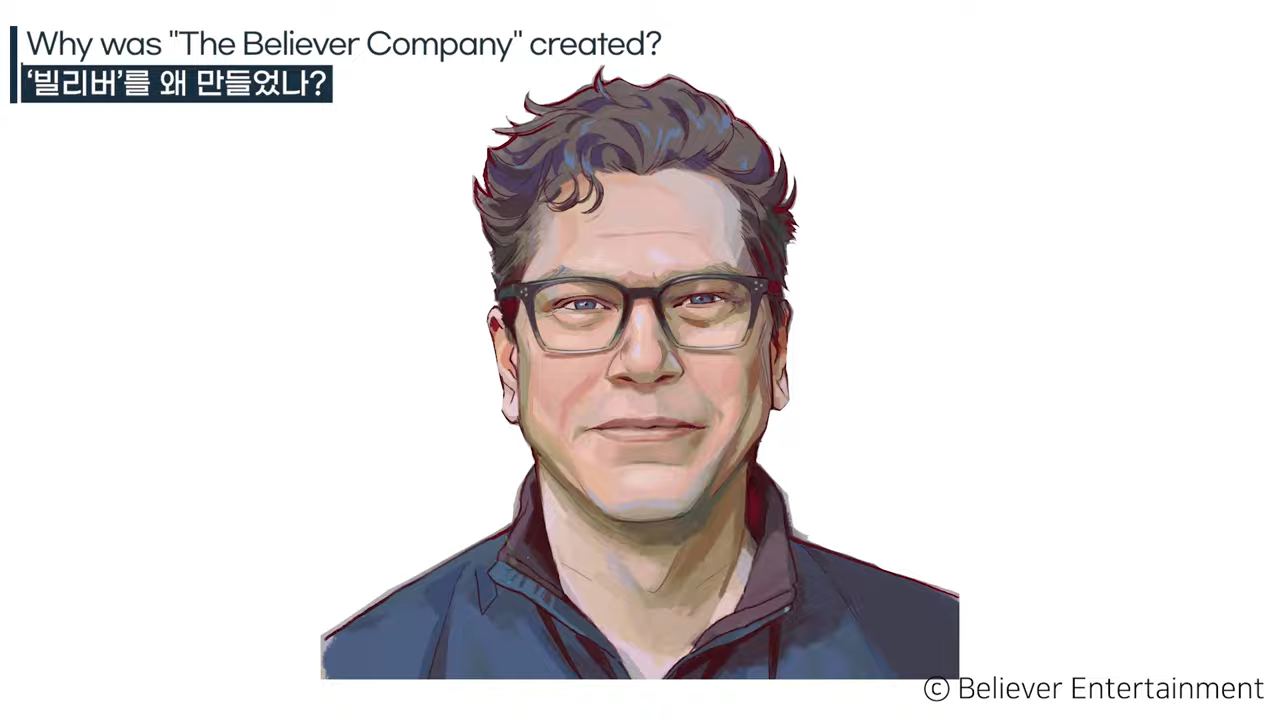 Why was "The Believer Company" created?
‘빌리버’를 왜 만들었나?
ⓒ Believer Entertainment